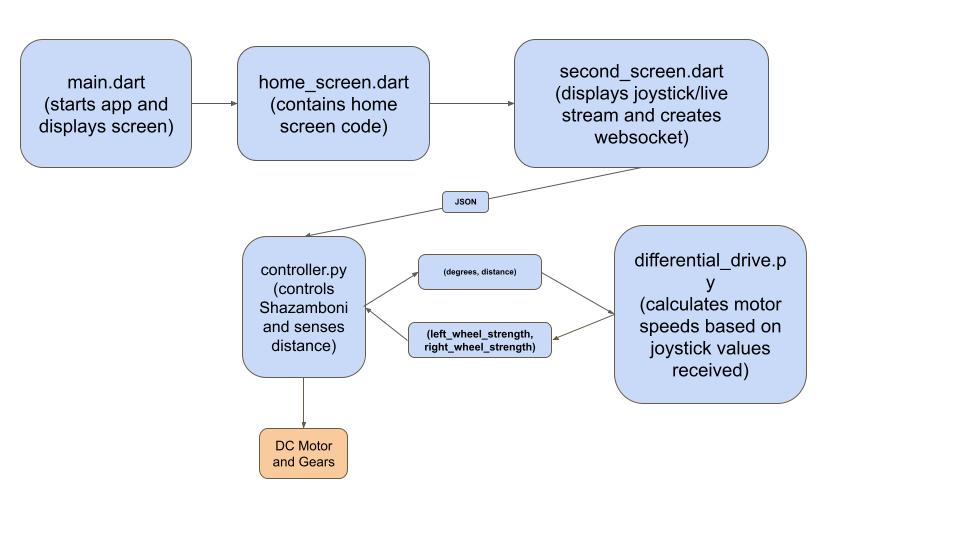 main.dart
(starts app and
displays screen)
home_screen.dart
(contains home
screen code)
second_screen.dart
(displays joystick/live
stream and creates
websocket)
JSON
controller.py
(controls
Shazamboni
and senses
distance)
(degrees, distance)
(left_wheel_strength,
right_wheel_strength)
differential_drive.p
y
(calculates motor
speeds based on
joystick values
received)
DC Motor
and Gears